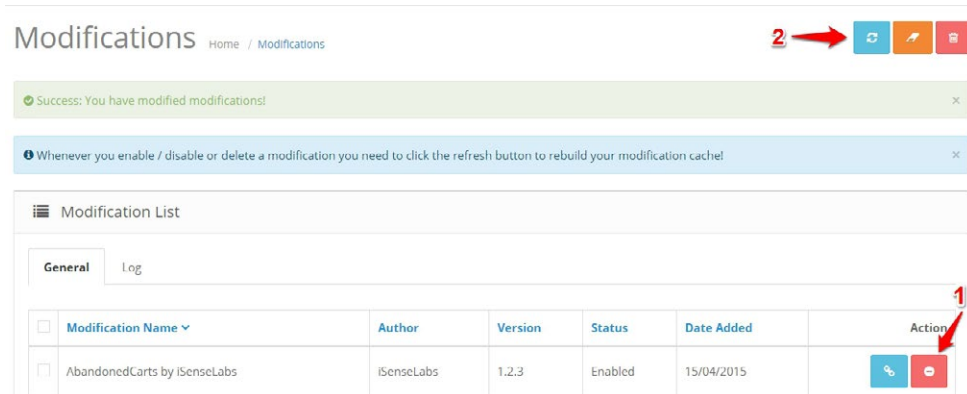 Modifications Home / Modifications
2
Success: You have modified modifications!
Whenever you enable / disable or delete a modification you need to click the refresh button to rebuild your modification cache!
Modification List
General Log
1
Modification Name Author Version Status Date Added Action
AbandonedCarts by iSenseLabs iSenseLabs 1.2.3 Enabled 15/04/2015